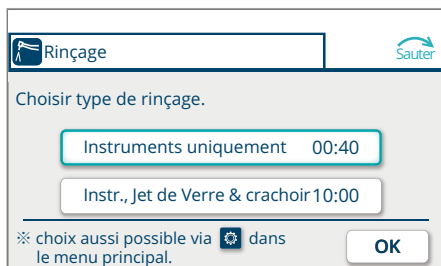 Rinçage
Sauter
Choisir type de rinçage.
Instruments uniquement 00:40
Instr., Jet de Verre & crachoir 10:00
※ choix aussi possible via dans
le menu principal.
OK